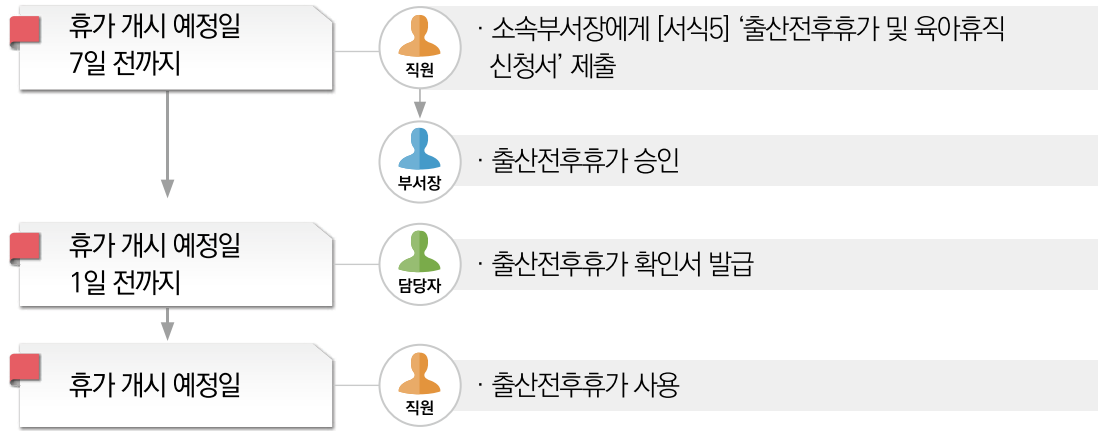 휴가 개시 예정일
7일 전까지
직원
· 소속부서장에게 [서식5] ‘출산전후휴가 및 육아휴직
신청서’ 제출
부서장
· 출산전후휴가 승인
휴가 개시 예정일
1일 전까지
담당자
· 출산전후휴가 확인서 발급
휴가 개시 예정일
직원
· 출산전후휴가 사용